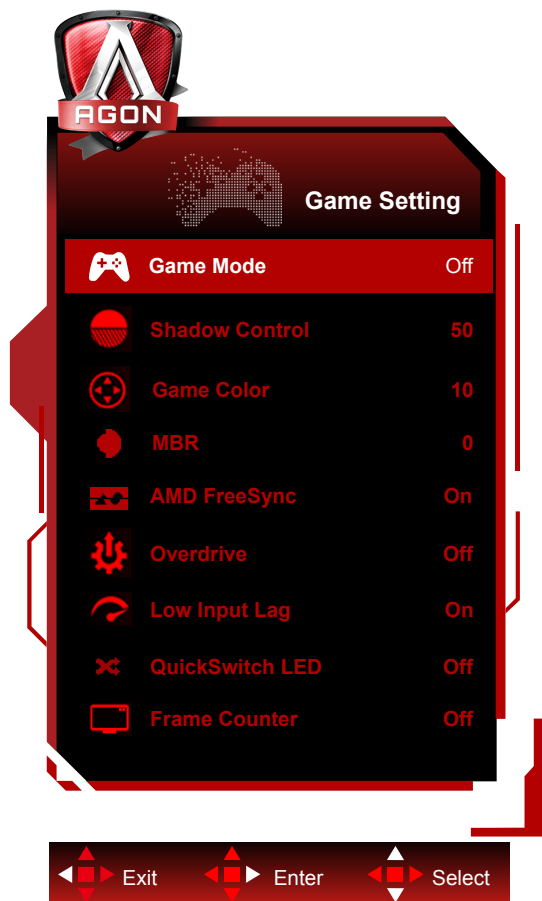 AGON
Game Setting
Game Mode Off
Shadow Control 50
Game Color 10
MBR 0
AMD FreeSync On
Overdrive Off
Low Input Lag On
QuickSwitch LED Off
Frame Counter Off
Exit Enter Select